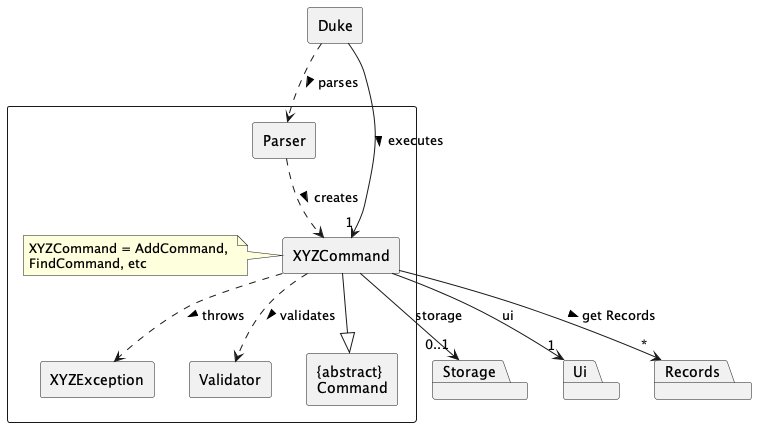 Duke
parses
Parser
executes
creates
1
XYZCommand = AddCommand,
FindCommand, etc
XYZCommand
throws
validates
storage
ui
get Records
0..1
1
*
XYZException
Validator
{abstract}
Command
Storage
Ui
Records